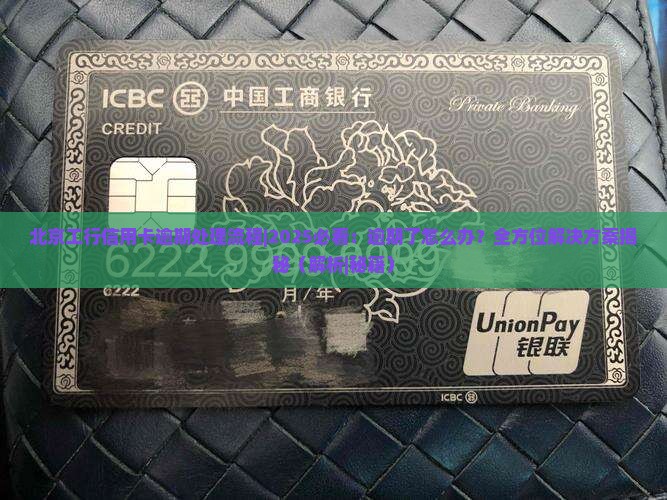 ICBC 中国工商银行
Private Banking
CREDIT
北京工行信用卡逾期处理流程|2025必看：逾期了怎么办？全方位解决方案揭
秘（解析|秘籍）
6222
6222
月/年
UnionPay
银联
ICBC